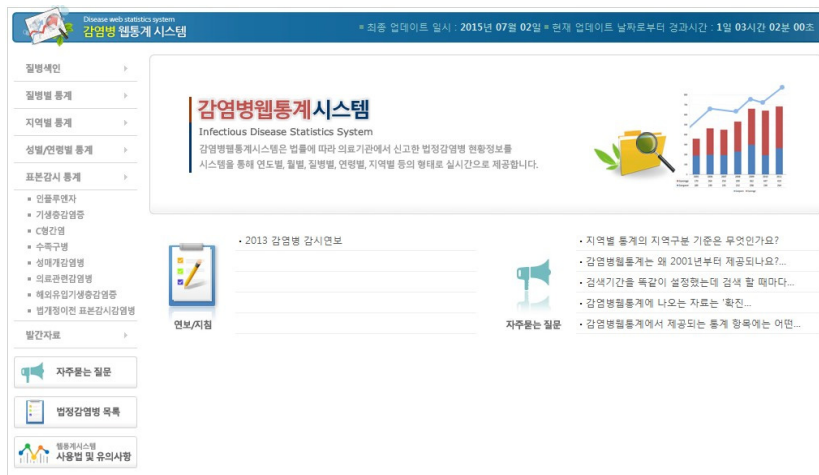 Disease web statistics system
감염병 웹통계 시스템
최종 업데이트 일시 : 2015년 07월 02일 현재 업데이트 날짜로부터 경과시간 : 1일 03시간 02분 00초
질병색인
질병별 통계
지역별 통계
성별/연령별 통계
표본감시 통계
인플루엔자
기생충감염증
C형간염
수족구병
성매개감염병
의료관련감염병
해외유입기생충감염증
법개정이전 표본감시감염병
발간자료
자주묻는 질문
법정감염병 목록
웹통계시스템
사용법 및 유의사항
감염병웹통계시스템
Infectious Disease Statistics System
감염병웹통계시스템은 법률에 따라 의료기관에서 신고한 법정감염병 현황정보를
시스템을 통해 연도별, 월별, 질병별, 연령별, 지역별 등의 형태로 실시간으로 제공합니다.
연보/지침
2013 감염병 감시연보
자주묻는 질문
지역별 통계의 지역구분 기준은 무엇인가요?
감염병웹통계는 왜 2001년부터 제공되나요?...
검색기간을 똑같이 설정했는데 검색 할 때마다...
감염병웹통계에 나오는 자료는 '확진...
감염병웹통계에서 제공되는 통계 항목에는 어떤...